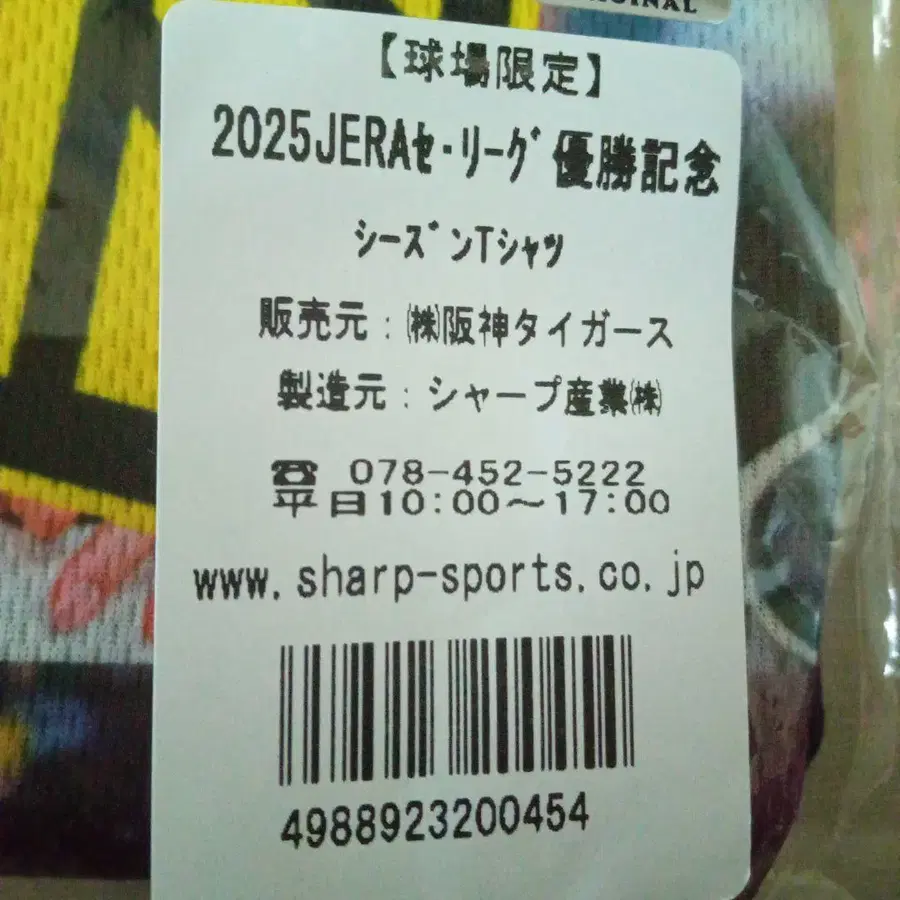 ORIGINAL
【球場限定】
2025JERAセ・リーグ優勝記念
シーズンTシャツ
販売元：㈱阪神タイガース
製造元：シャープ産業㈱
☎ 078-452-5222
平日10:00～17:00
www.sharp-sports.co.jp
4988923200454